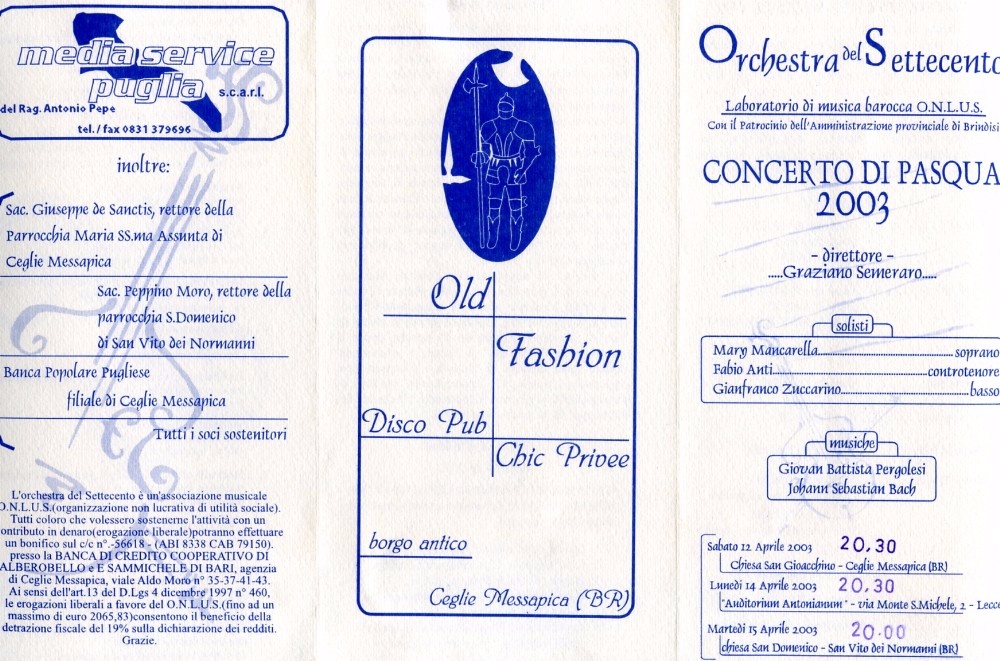 media service
puglia s.c.a r.l.
del Rag. Antonio Pepe
tel./fax 0831 379696
inoltre:
Sac. Giuseppe de Sanctis, rettore della
Parrocchia Maria SS.ma Assunta di
Ceglie Messapica
Sac. Peppino Moro, rettore della
parrocchia S.Domenico
di San Vito dei Normanni
Banca Popolare Pugliese
filiale di Ceglie Messapica
Tutti i soci sostenitori
L'orchestra del Settecento è un'associazione musicale
O.N.L.U.S.(organizzazione non lucrativa di utilità sociale).
Tutti coloro che volessero sostenerne l'attività con un
contributo in denaro(erogazione liberale)potranno effettuare
un bonifico sul c/c n°.-56618 - (ABI 8338 CAB 79150).
presso la BANCA DI CREDITO COOPERATIVO DI
ALBEROBELLO e E SAMMICHELE DI BARI, agenzia
di Ceglie Messapica, viale Aldo Moro n° 35-37-41-43.
Ai sensi dell'art.13 del D.Lgs 4 dicembre 1997 n° 460,
le erogazioni liberali a favore del O.N.L.U.S.(fino ad un
massimo di euro 2065,83)consentono il beneficio della
detrazione fiscale del 19% sulla dichiarazione dei redditi.
Grazie.
Old
Fashion
Disco Pub
Chic Privee
borgo antico
Ceglie Messapica (BR)
Orchestra del Settecento
Laboratorio di musica barocca O.N.L.U.S.
Con il Patrocinio dell'Amministrazione provinciale di Brindisi
CONCERTO DI PASQUA
2003
- direttore -
.....Graziano Semeraro.....
solisti
Mary Mancarella....................................soprano
Fabio Anti.........................................controtenore
Gianfranco Zuccarino...............................basso
musiche
Giovan Battista Pergolesi
Johann Sebastian Bach
Sabato 12 Aprile 2003 20,30
Chiesa San Gioacchino - Ceglie Messapica (BR)
Lunedì 14 Aprile 2003 20,30
"Auditorium Antonianum" - via Monte S.Michele, 2 - Lecce
Martedì 15 Aprile 2003 20.00
chiesa San Domenico - San Vito dei Normanni (BR)